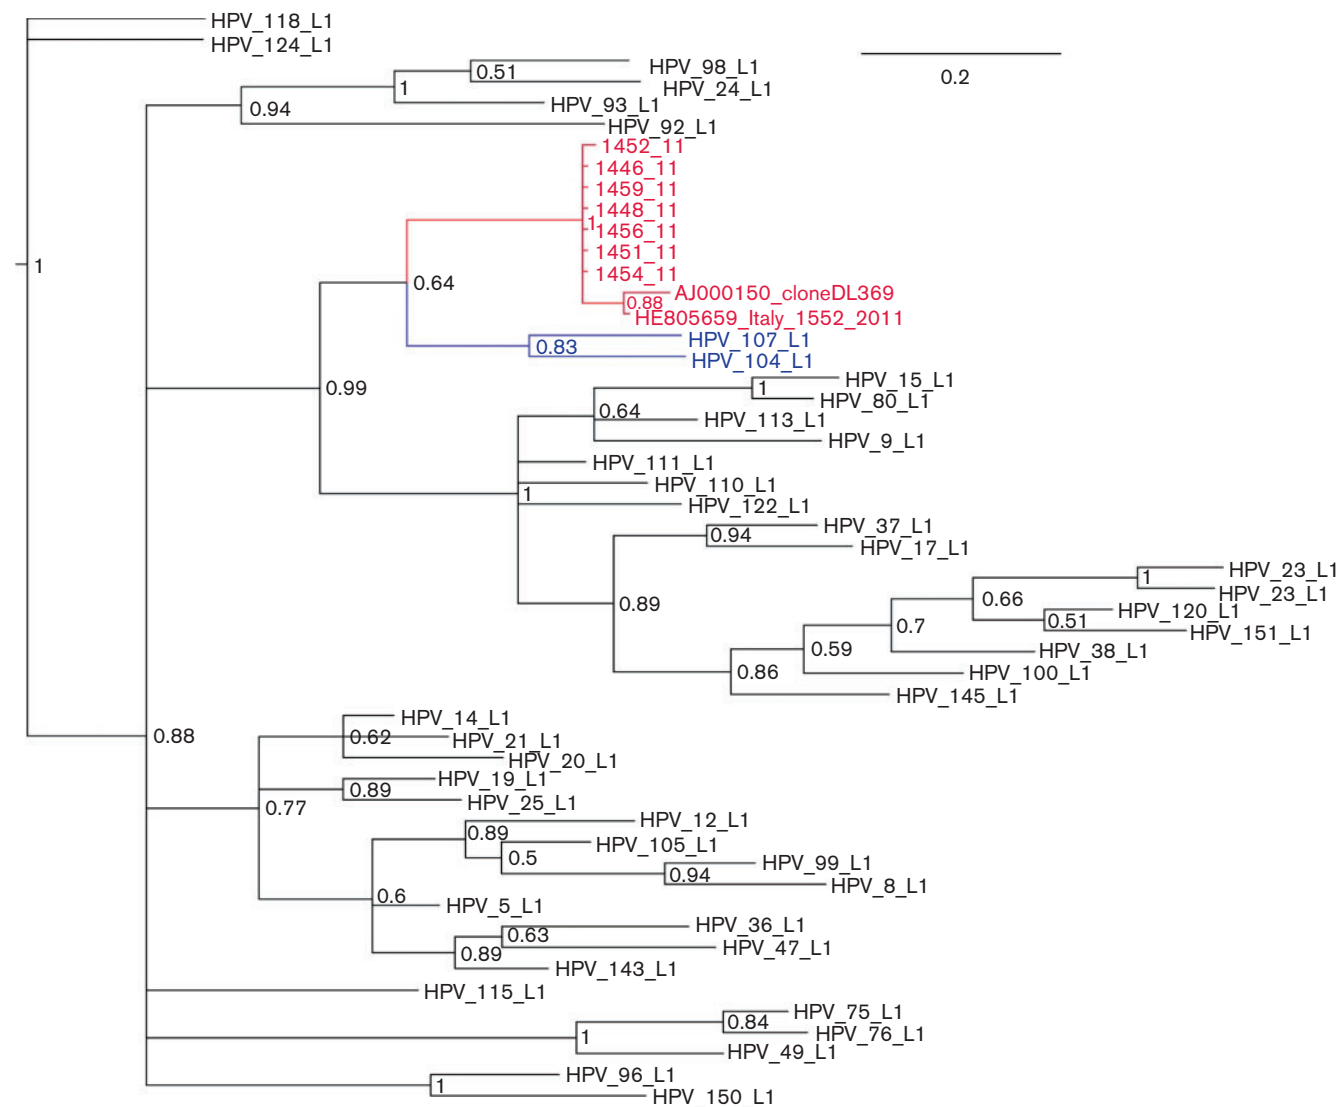 HPV_118_L1
HPV_124_L1
0.51
HPV_98_L1
0.2
1
HPV_24_L1
0.94
HPV_93_L1
HPV_92_L1
1452_11
1446_11
1459_11
1448_11
1
1456_11
1451_11
1
1454_11
0.64
AJ000150_cloneDL369
0.88
HE805659_Italy_1552_2011
HPV_107_L1
0.83
HPV_104_L1
HPV_15_L1
0.99
1
HPV_80_L1
0.64
HPV_113_L1
HPV_9_L1
HPV_111_L1
HPV_110_L1
1
HPV_122_L1
HPV_37_L1
0.94
HPV_17_L1
HPV_23_L1
1
HPV_23_L1
0.66
0.89
HPV_120_L1
0.51
0.7
HPV_151_L1
0.59
HPV_38_L1
0.86
HPV_100_L1
HPV_145_L1
HPV_14_L1
0.88
0.62
HPV_21_L1
HPV_20_L1
HPV_19_L1
0.89
0.77
HPV_25_L1
HPV_12_L1
0.89
HPV_105_L1
0.5
HPV_99_L1
0.94
HPV_8_L1
0.6
HPV_5_L1
HPV_36_L1
0.63
HPV_47_L1
0.89
HPV_143_L1
HPV_115_L1
HPV_75_L1
0.84
HPV_76_L1
1
HPV_49_L1
HPV_96_L1
1
HPV_150_L1